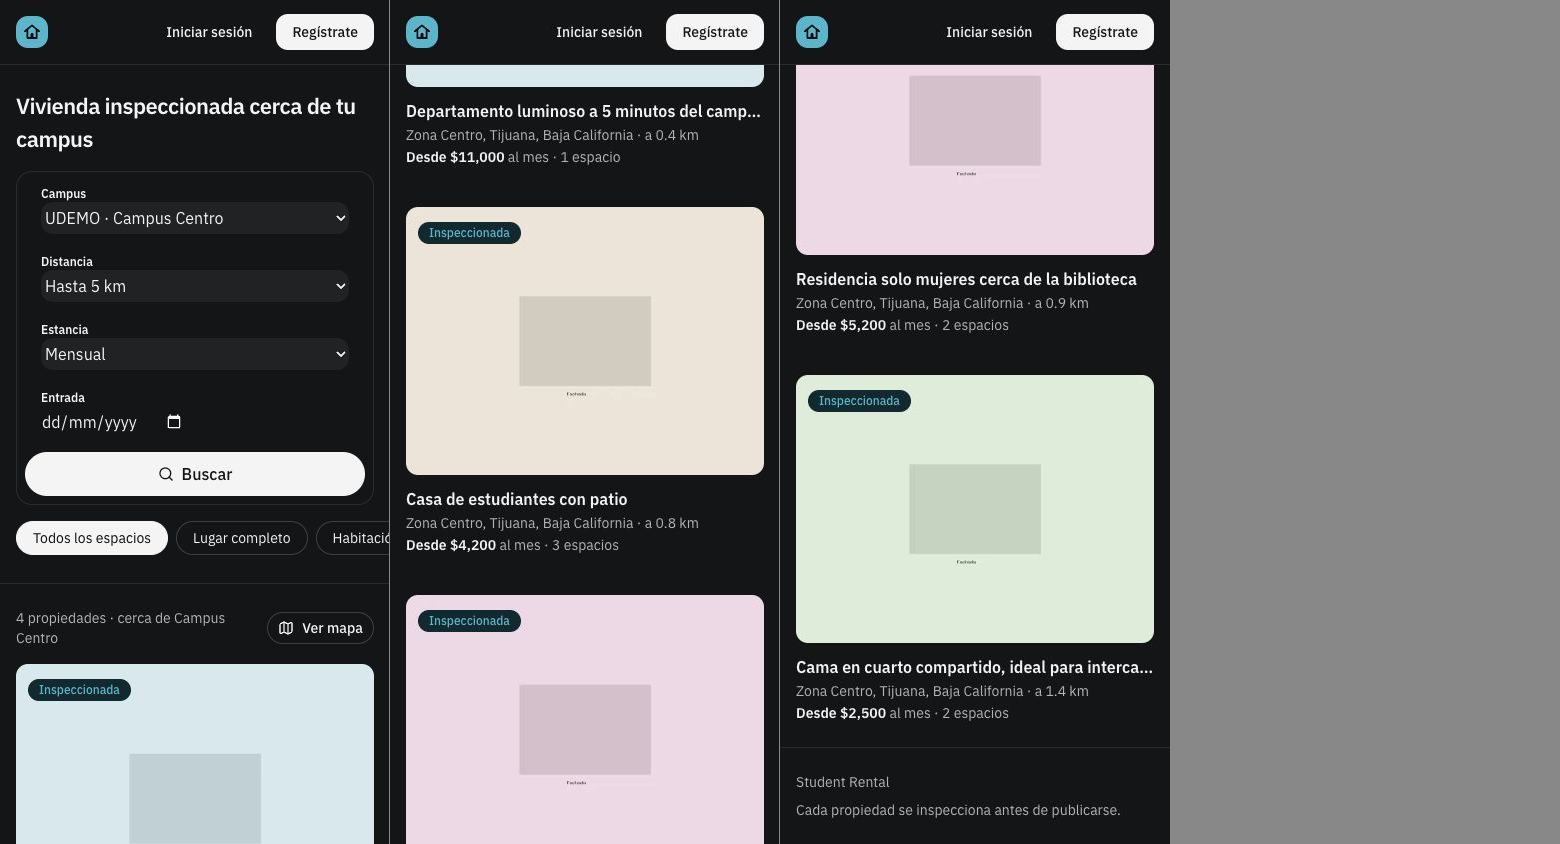 Iniciar sesión
Regístrate
Vivienda inspeccionada cerca de tu
campus
Campus
UDEMO · Campus Centro
Distancia
Hasta 5 km
Estancia
Mensual
Entrada
dd/mm/yyyy
Buscar
Todos los espacios
Lugar completo
Habitació
4 propiedades · cerca de Campus
Centro
Ver mapa
Inspeccionada
Iniciar sesión
Regístrate
Departamento luminoso a 5 minutos del camp...
Zona Centro, Tijuana, Baja California · a 0.4 km
Desde $11,000 al mes · 1 espacio
Inspeccionada
Fachada
Casa de estudiantes con patio
Zona Centro, Tijuana, Baja California · a 0.8 km
Desde $4,200 al mes · 3 espacios
Inspeccionada
Fachada
Iniciar sesión
Regístrate
Fachada
Residencia solo mujeres cerca de la biblioteca
Zona Centro, Tijuana, Baja California · a 0.9 km
Desde $5,200 al mes · 2 espacios
Inspeccionada
Fachada
Cama en cuarto compartido, ideal para interca...
Zona Centro, Tijuana, Baja California · a 1.4 km
Desde $2,500 al mes · 2 espacios
Student Rental
Cada propiedad se inspecciona antes de publicarse.